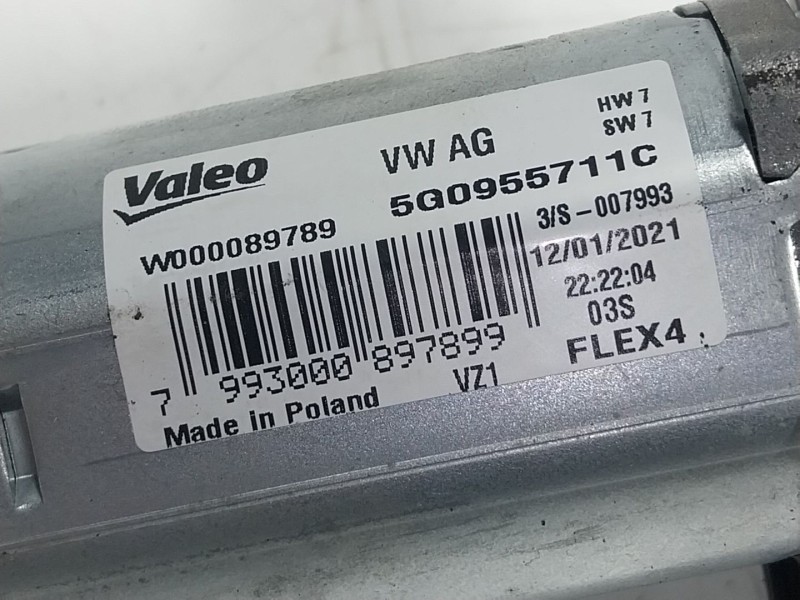 Valeo
VW AG
HW 7
SW 7
5G0955711C
W000089789
3/S-007993
12/01/2021
22:22:04
03S
FLEX4
7 993000 897899
VZ1
Made in Poland